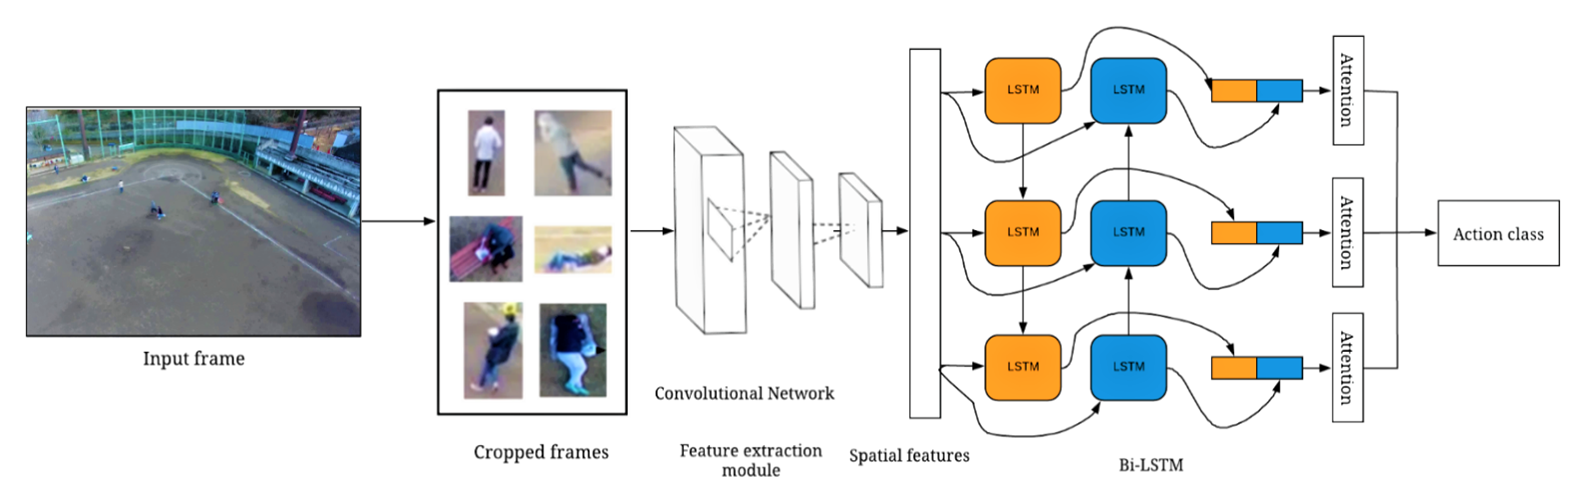 Input frame
Cropped frames
Convolutional Network
Feature extraction
module
Spatial features
LSTM
LSTM
LSTM
LSTM
LSTM
LSTM
Bi-LSTM
Attention
Attention
Attention
Action class